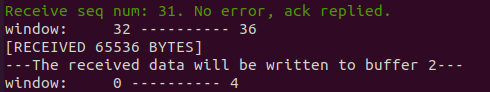 Receive seq num: 31. No error, ack replied.
window:     32 ---------- 36
[RECEIVED 65536 BYTES]
---The received data will be written to buffer 2---
window:     0 ---------- 4